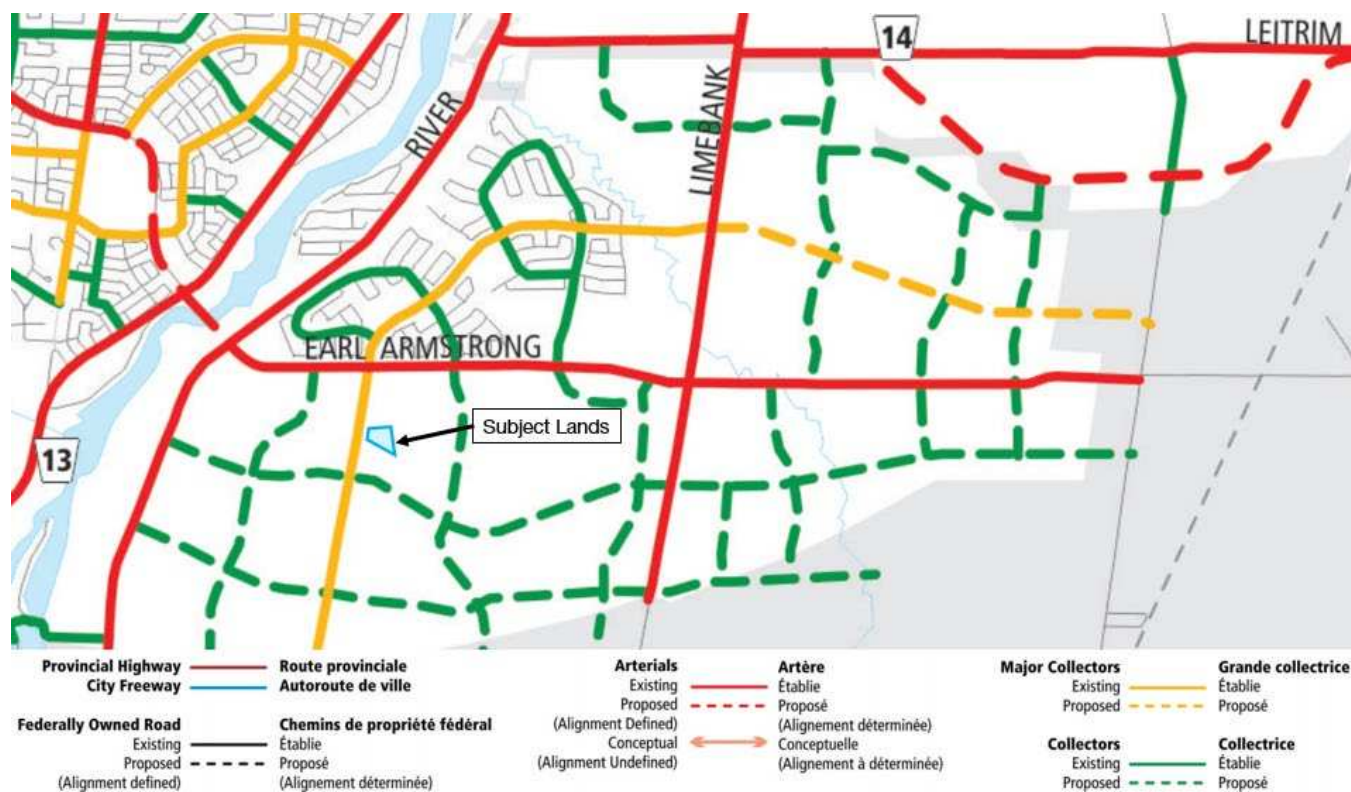 14
LEITRIM
RIVER
LIMEBANK
EARL ARMSTRONG
Subject Lands
13
Provincial Highway Route provinciale
City Freeway Autoroute de ville
Federally Owned Road Chemins de propriété fédéral
Existing Établie
Proposed Proposé
(Alignment defined) (Alignement déterminée)
Arterials Artère
Existing Établie
Proposed Proposé
(Alignment Defined) (Alignement déterminée)
Conceptual Conceptuelle
(Alignment Undefined) (Alignement à déterminée)
Major Collectors Grande collectrice
Existing Établie
Proposed Proposé
Collectors Collectrice
Existing Établie
Proposed Proposé